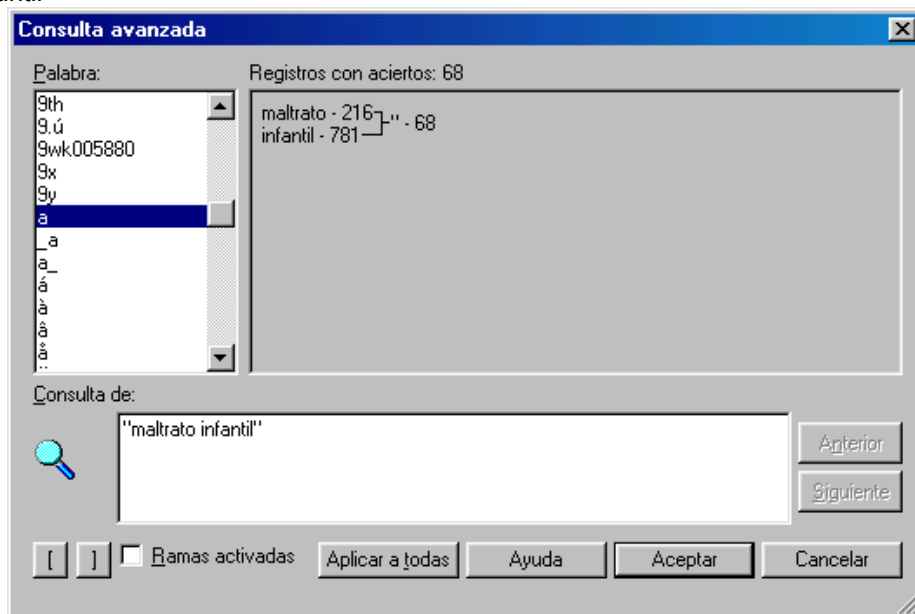 Consulta avanzada
Palabra:
Registros con aciertos: 68
9th
9.ú
9wk005880
9x
9y
a
_a
a_
á
à
â
å
maltrato - 216
infantil - 781
" - 68
Consulta de:
"maltrato infantil"
Anterior
Siguiente
[
]
Ramas activadas
Aplicar a todas
Ayuda
Aceptar
Cancelar